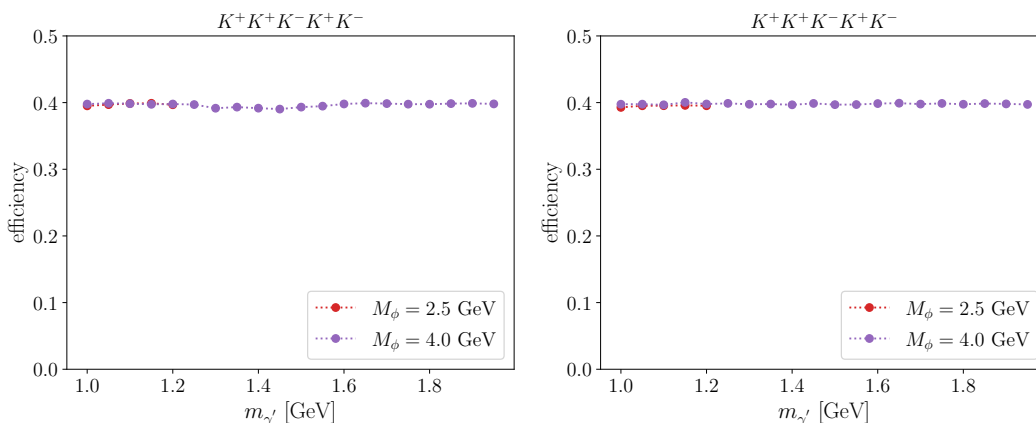 K⁺K⁺K⁻K⁺K⁻
0.5
0.4
0.3
0.2
0.1
0.0
efficiency
1.0 1.2 1.4 1.6 1.8
m_γ′ [GeV]
M_ϕ = 2.5 GeV
M_ϕ = 4.0 GeV
K⁺K⁺K⁻K⁺K⁻
0.5
0.4
0.3
0.2
0.1
0.0
efficiency
1.0 1.2 1.4 1.6 1.8
m_γ′ [GeV]
M_ϕ = 2.5 GeV
M_ϕ = 4.0 GeV